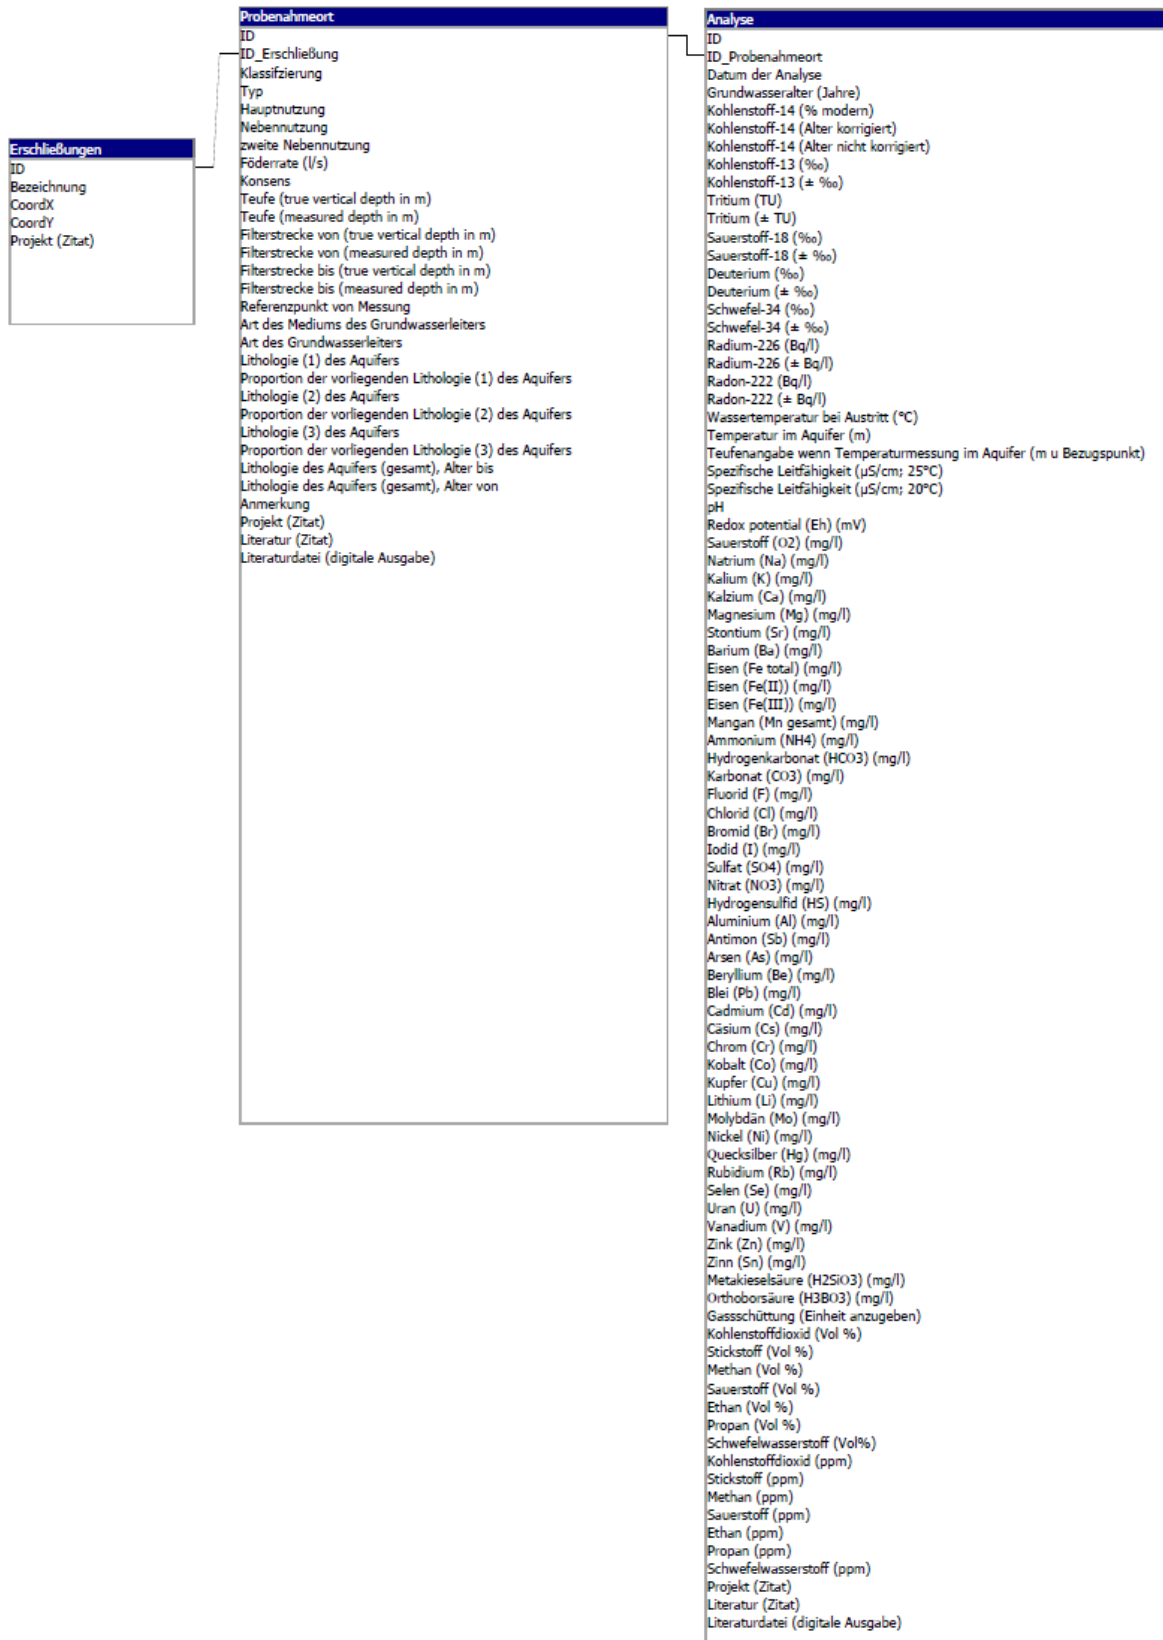 Erschließungen
ID
Bezeichnung
CoordX
CoordY
Projekt (Zitat)
Probenahmeort
ID
ID_Erschließung
Klassifzierung
Typ
Hauptnutzung
Nebennutzung
zweite Nebennutzung
Föderrate (l/s)
Konsens
Teufe (true vertical depth in m)
Teufe (measured depth in m)
Filterstrecke von (true vertical depth in m)
Filterstrecke von (measured depth in m)
Filterstrecke bis (true vertical depth in m)
Filterstrecke bis (measured depth in m)
Referenzpunkt von Messung
Art des Mediums des Grundwasserleiters
Art des Grundwasserleiters
Lithologie (1) des Aquifers
Proportion der vorliegenden Lithologie (1) des Aquifers
Lithologie (2) des Aquifers
Proportion der vorliegenden Lithologie (2) des Aquifers
Lithologie (3) des Aquifers
Proportion der vorliegenden Lithologie (3) des Aquifers
Lithologie des Aquifers (gesamt), Alter bis
Lithologie des Aquifers (gesamt), Alter von
Anmerkung
Projekt (Zitat)
Literatur (Zitat)
Literaturdatei (digitale Ausgabe)
Analyse
ID
ID_Probenahmeort
Datum der Analyse
Grundwasseralter (Jahre)
Kohlenstoff-14 (% modern)
Kohlenstoff-14 (Alter korrigiert)
Kohlenstoff-14 (Alter nicht korrigiert)
Kohlenstoff-13 (‰)
Kohlenstoff-13 (± ‰)
Tritium (TU)
Tritium (± TU)
Sauerstoff-18 (‰)
Sauerstoff-18 (± ‰)
Deuterium (‰)
Deuterium (± ‰)
Schwefel-34 (‰)
Schwefel-34 (± ‰)
Radium-226 (Bq/l)
Radium-226 (± Bq/l)
Radon-222 (Bq/l)
Radon-222 (± Bq/l)
Wassertemperatur bei Austritt (°C)
Temperatur im Aquifer (m)
Teufenangabe wenn Temperaturmessung im Aquifer (m u Bezugspunkt)
Spezifische Leitfähigkeit (µS/cm; 25°C)
Spezifische Leitfähigkeit (µS/cm; 20°C)
pH
Redox potential (Eh) (mV)
Sauerstoff (O2) (mg/l)
Natrium (Na) (mg/l)
Kalium (K) (mg/l)
Kalzium (Ca) (mg/l)
Magnesium (Mg) (mg/l)
Stontium (Sr) (mg/l)
Barium (Ba) (mg/l)
Eisen (Fe total) (mg/l)
Eisen (Fe(II)) (mg/l)
Eisen (Fe(III)) (mg/l)
Mangan (Mn gesamt) (mg/l)
Ammonium (NH4) (mg/l)
Hydrogenkarbonat (HCO3) (mg/l)
Karbonat (CO3) (mg/l)
Fluorid (F) (mg/l)
Chlorid (Cl) (mg/l)
Bromid (Br) (mg/l)
Iodid (I) (mg/l)
Sulfat (SO4) (mg/l)
Nitrat (NO3) (mg/l)
Hydrogensulfid (HS) (mg/l)
Aluminium (Al) (mg/l)
Antimon (Sb) (mg/l)
Arsen (As) (mg/l)
Beryllium (Be) (mg/l)
Blei (Pb) (mg/l)
Cadmium (Cd) (mg/l)
Cäsium (Cs) (mg/l)
Chrom (Cr) (mg/l)
Kobalt (Co) (mg/l)
Kupfer (Cu) (mg/l)
Lithium (Li) (mg/l)
Molybdän (Mo) (mg/l)
Nickel (Ni) (mg/l)
Quecksilber (Hg) (mg/l)
Rubidium (Rb) (mg/l)
Selen (Se) (mg/l)
Uran (U) (mg/l)
Vanadium (V) (mg/l)
Zink (Zn) (mg/l)
Zinn (Sn) (mg/l)
Metakieselsäure (H2SiO3) (mg/l)
Orthoborsäure (H3BO3) (mg/l)
Gassschüttung (Einheit anzugeben)
Kohlenstoffdioxid (Vol %)
Stickstoff (Vol %)
Methan (Vol %)
Sauerstoff (Vol %)
Ethan (Vol %)
Propan (Vol %)
Schwefelwasserstoff (Vol%)
Kohlenstoffdioxid (ppm)
Stickstoff (ppm)
Methan (ppm)
Sauerstoff (ppm)
Ethan (ppm)
Propan (ppm)
Schwefelwasserstoff (ppm)
Projekt (Zitat)
Literatur (Zitat)
Literaturdatei (digitale Ausgabe)